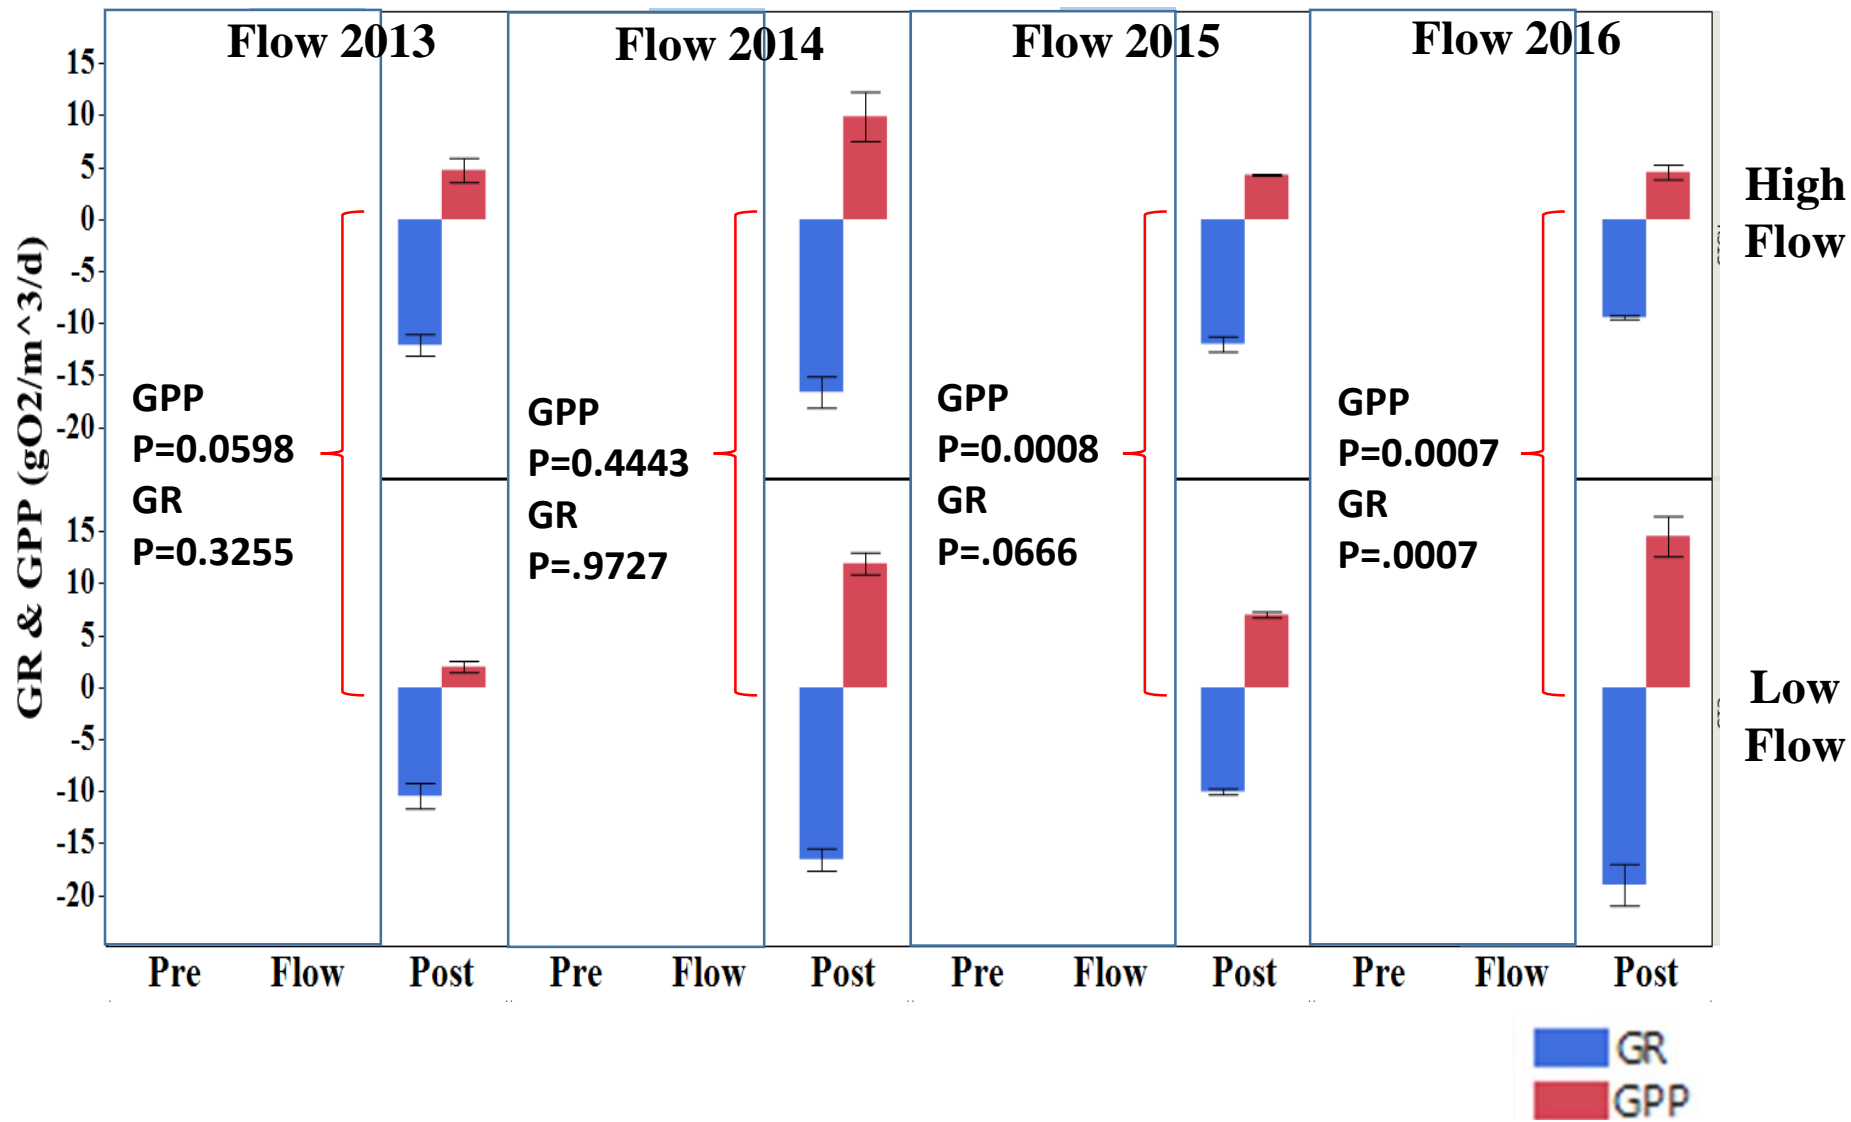 Flow 2013
Flow 2014
Flow 2015
Flow 2016
GR & GPP (gO2/m^3/d)
15
10
5
0
-5
-10
-15
-20
15
10
5
0
-5
-10
-15
-20
GPP
P=0.0598
GR
P=0.3255
GPP
P=0.4443
GR
P=.9727
GPP
P=0.0008
GR
P=.0666
GPP
P=0.0007
GR
P=.0007
High
Flow
Low
Flow
Pre Flow Post Pre Flow Post Pre Flow Post Pre Flow Post
GR
GPP